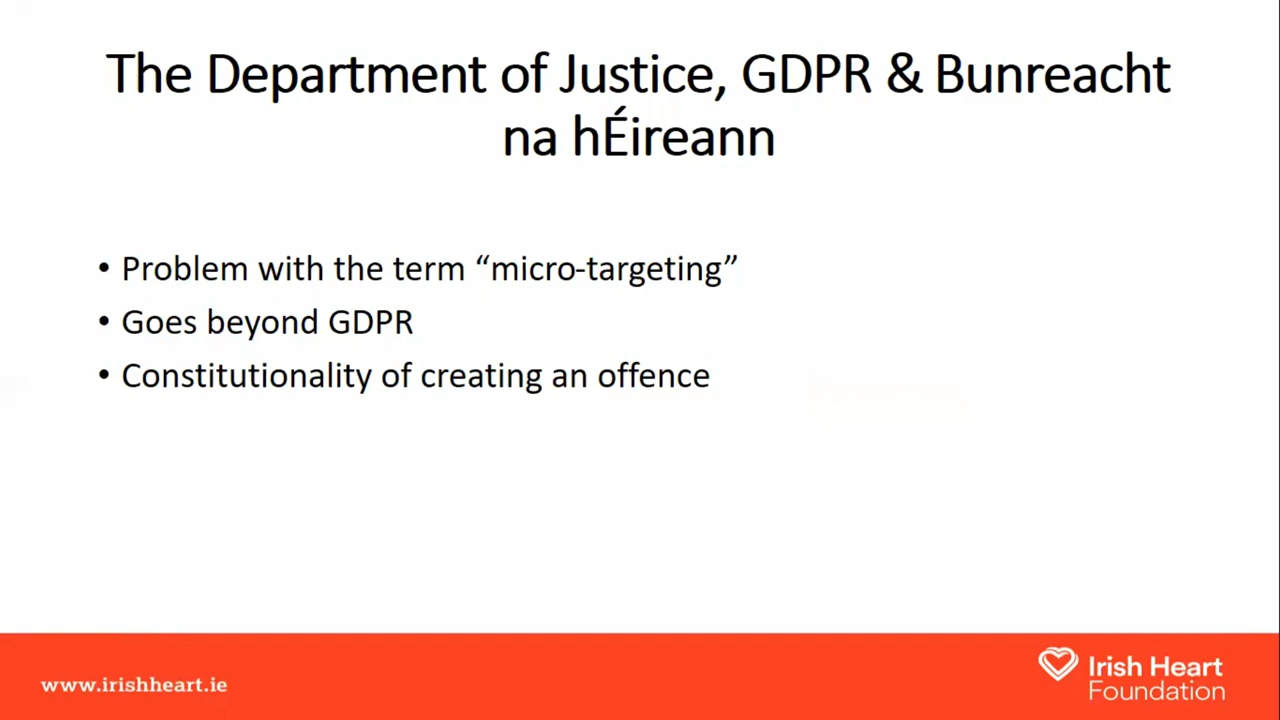 The Department of Justice, GDPR & Bunreacht
na hÉireann
• Problem with the term “micro-targeting”
• Goes beyond GDPR
• Constitutionality of creating an offence
www.irishheart.ie
Irish Heart
Foundation